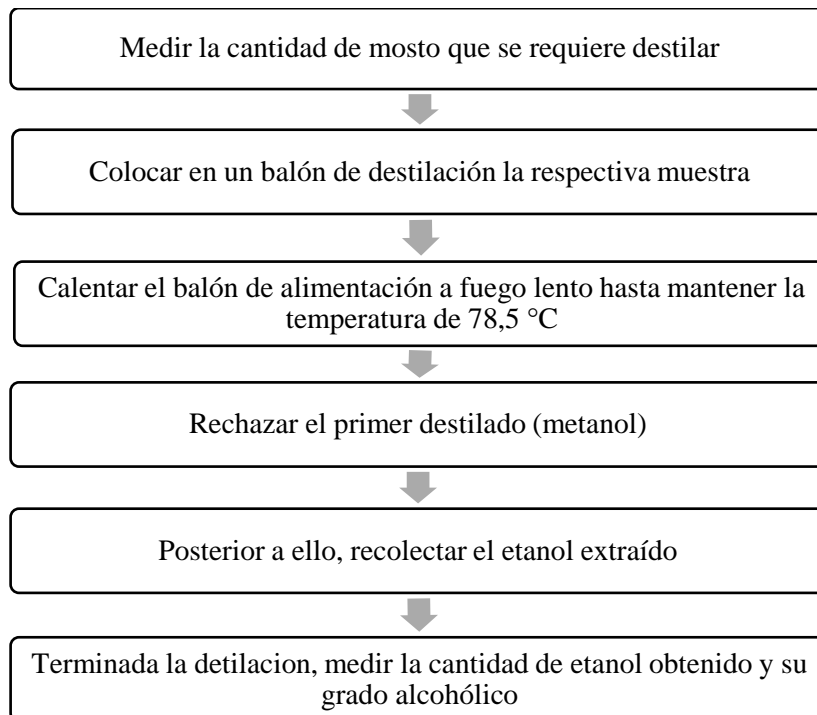 Medir la cantidad de mosto que se requiere destilar
Colocar en un balón de destilación la respectiva muestra
Calentar el balón de alimentación a fuego lento hasta mantener la
temperatura de 78,5 °C
Rechazar el primer destilado (metanol)
Posterior a ello, recolectar el etanol extraído
Terminada la detilacion, medir la cantidad de etanol obtenido y su
grado alcohólico